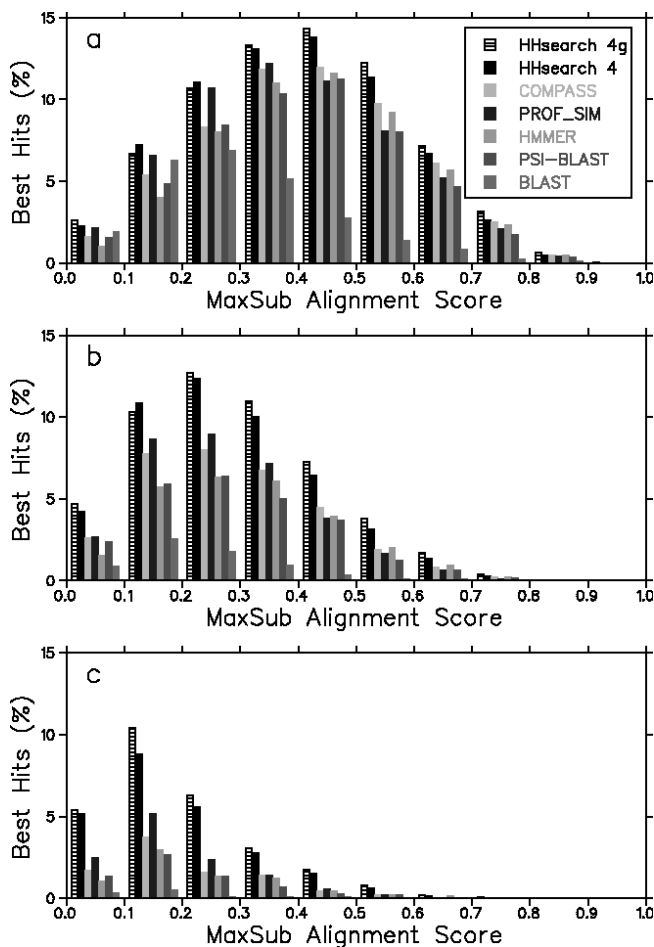 15
a
HHsearch 4g
HHsearch 4
COMPASS
PROF_SIM
HMMER
PSI-BLAST
BLAST
10
5
0
Best Hits (%)
0.0 0.1 0.2 0.3 0.4 0.5 0.6 0.7 0.8 0.9 1.0
MaxSub Alignment Score
15
b
10
5
0
Best Hits (%)
0.0 0.1 0.2 0.3 0.4 0.5 0.6 0.7 0.8 0.9 1.0
MaxSub Alignment Score
15
c
10
5
0
Best Hits (%)
0.0 0.1 0.2 0.3 0.4 0.5 0.6 0.7 0.8 0.9 1.0
MaxSub Alignment Score